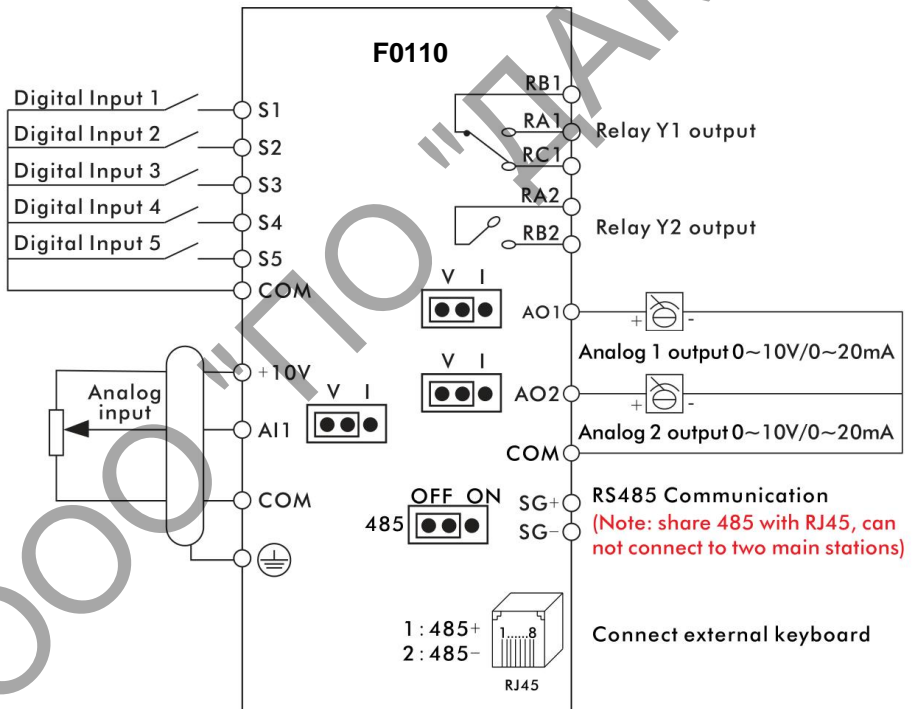 F0110
Digital Input 1
S1
Digital Input 2
S2
Digital Input 3
S3
Digital Input 4
S4
Digital Input 5
S5
COM
RB1
RA1
RC1
Relay Y1 output
RA2
RB2
Relay Y2 output
V I
AO1
+ -
Analog 1 output 0~10V/0~20mA
V I
AO2
+ -
Analog 2 output 0~10V/0~20mA
COM
+10V
Analog
input
V I
AI1
COM
OFF ON
485
SG+
SG-
RS485 Communication
(Note: share 485 with RJ45, can
not connect to two main stations)
1:485+
2:485-
1......8
RJ45
Connect external keyboard
ООО "ПО "ДАН